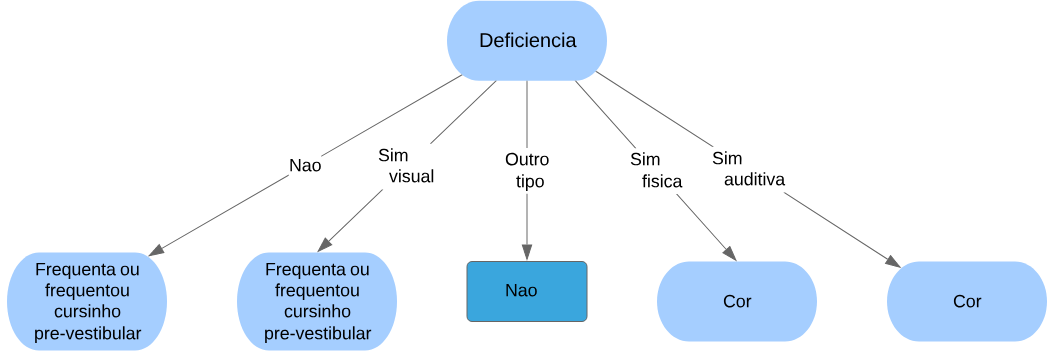 Deficiencia
Nao
Sim
visual
Outro
tipo
Sim
fisica
Sim
auditiva
Frequenta ou
frequentou
cursinho
pre-vestibular
Frequenta ou
frequentou
cursinho
pre-vestibular
Nao
Cor
Cor